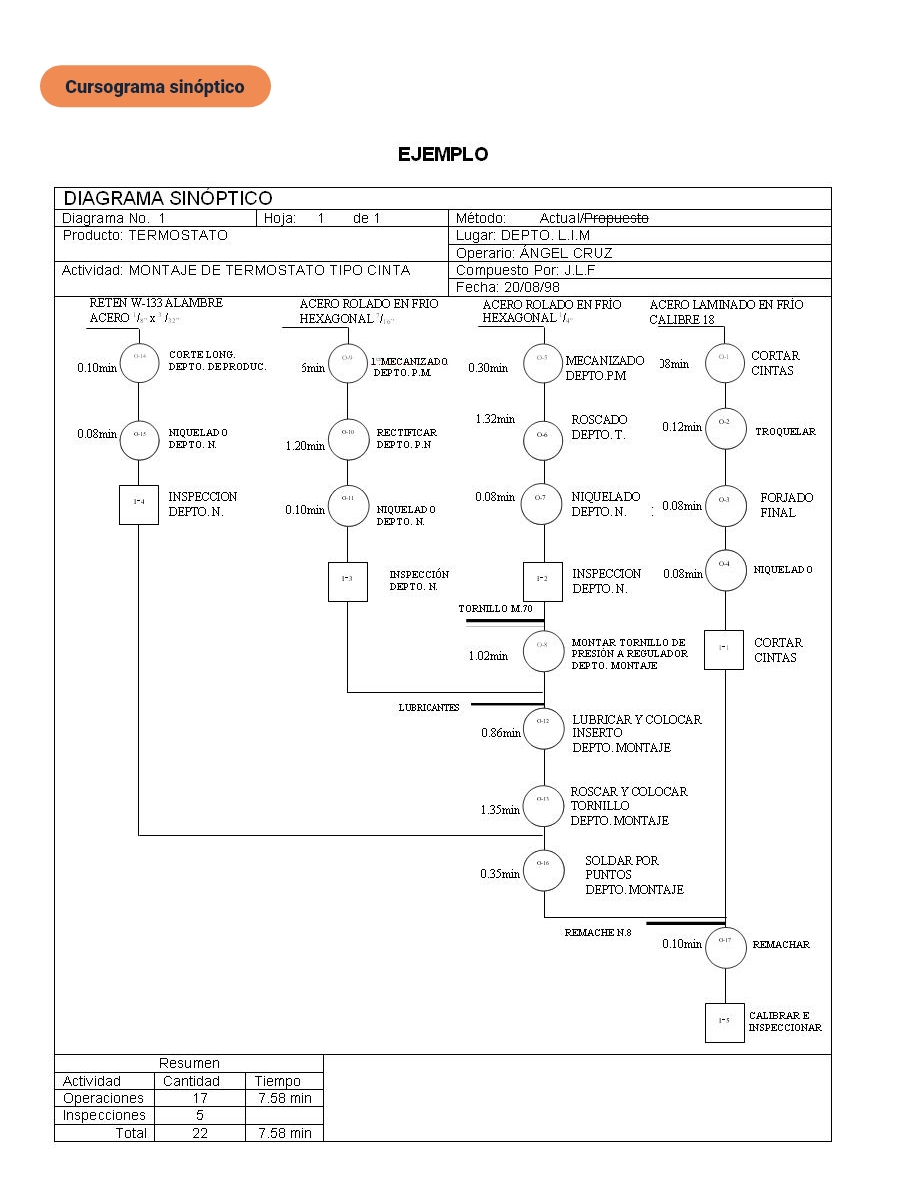 Cursograma sinóptico
EJEMPLO
DIAGRAMA SINÓPTICO
Diagrama No. 1
Hoja: 1 de 1
Método: Actual/Propuesto
Producto: TERMOSTATO
Lugar: DEPTO. L.I.M
Operario: ÁNGEL CRUZ
Actividad: MONTAJE DE TERMOSTATO TIPO CINTA
Compuesto Por: J.L.F
Fecha: 20/08/98
RETEN W-133 ALAMBRE
ACERO 1/8" x 3/32"
0.10min
O-14
CORTE LONG.
DEPTO. DE PRODUC.
0.08min
O-15
NIQUELADO
DEPTO. N.
I-4
INSPECCION
DEPTO. N.
ACERO ROLADO EN FRIO
HEXAGONAL /16"
5min
O-9
1º MECANIZADO
DEPTO. P.M.
1.20min
O-10
RECTIFICAR
DEPTO. P.N
0.10min
O-11
NIQUELADO
DEPTO. N.
I-3
INSPECCIÓN
DEPTO. N.
ACERO ROLADO EN FRÍO
HEXAGONAL 1/4"
0.30min
O-5
MECANIZADO
DEPTO.P.M
1.32min
O-6
ROSCADO
DEPTO. T.
0.08min
O-7
NIQUELADO
DEPTO. N.
I-2
INSPECCION
DEPTO. N.
TORNILLO M.70
1.02min
O-8
MONTAR TORNILLO DE
PRESIÓN A REGULADOR
DEPTO. MONTAJE
LUBRICANTES
0.86min
O-12
LUBRICAR Y COLOCAR
INSERTO
DEPTO. MONTAJE
1.35min
O-13
ROSCAR Y COLOCAR
TORNILLO
DEPTO. MONTAJE
0.35min
O-16
SOLDAR POR
PUNTOS
DEPTO. MONTAJE
ACERO LAMINADO EN FRÍO
CALIBRE 18
08min
O-1
CORTAR
CINTAS
0.12min
O-2
TROQUELAR
: 0.08min
O-3
FORJADO
FINAL
0.08min
O-4
NIQUELADO
I-1
CORTAR
CINTAS
REMACHE N.8
0.10min
O-17
REMACHAR
I-5
CALIBRAR E
INSPECCIONAR
Resumen
Actividad Cantidad Tiempo
Operaciones 17 7.58 min
Inspecciones 5
Total 22 7.58 min